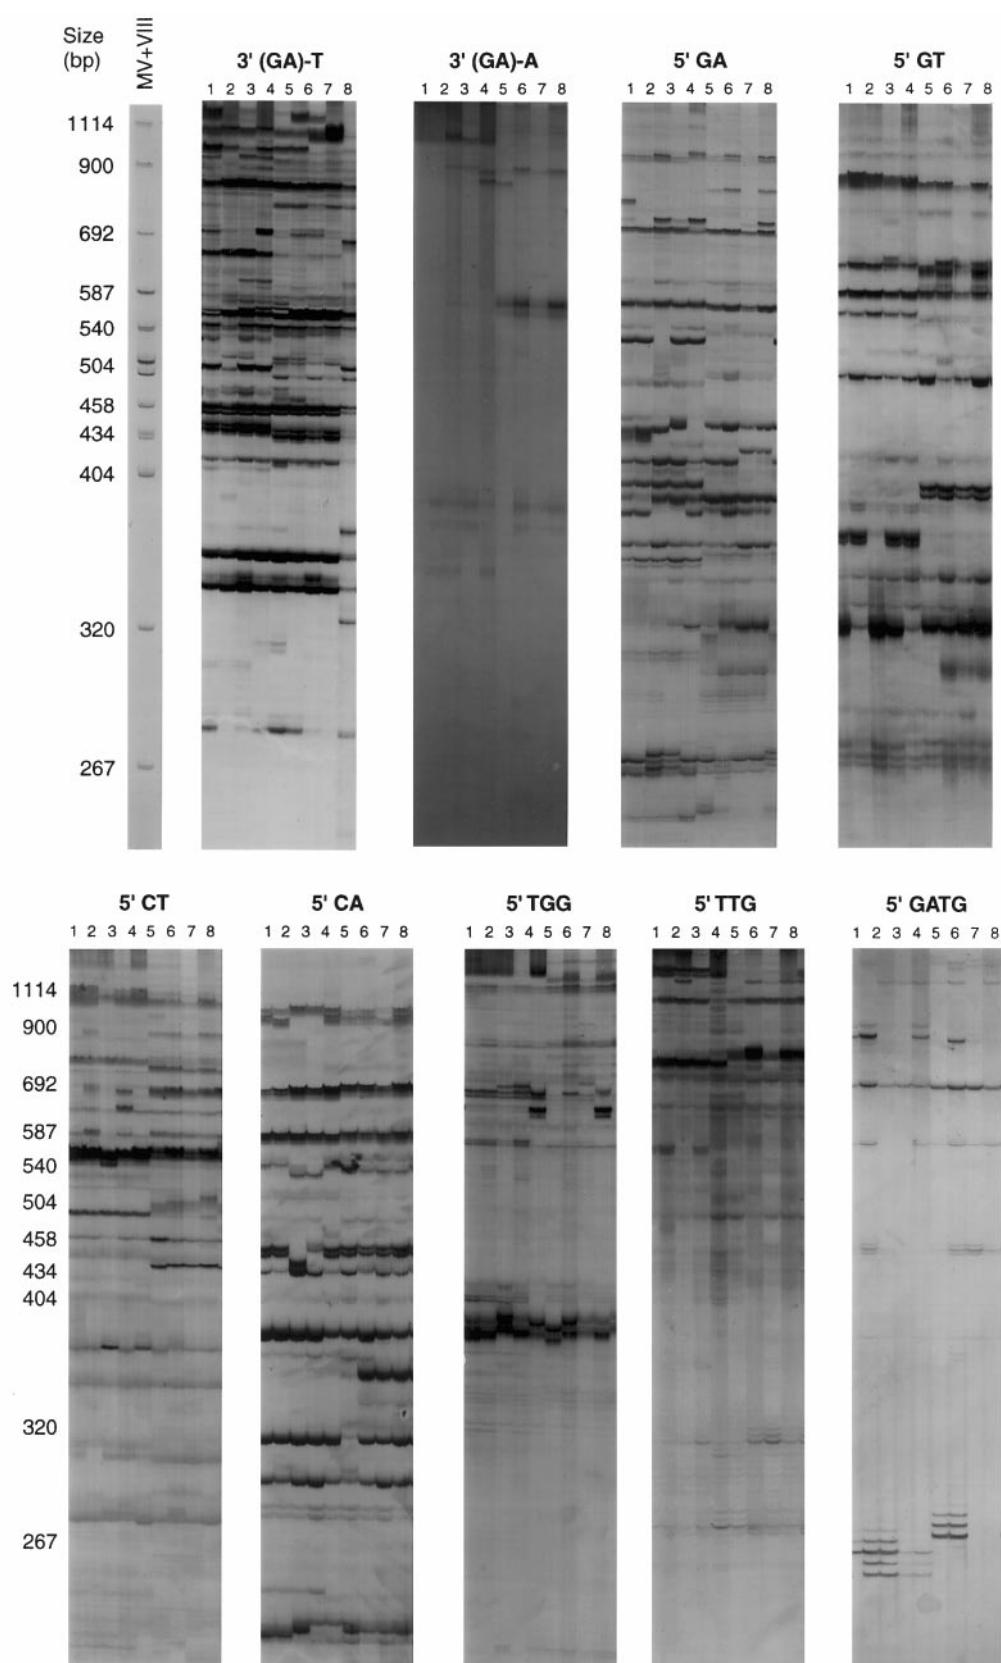 Size
(bp)
MV+VIII
3' (GA)-T
3' (GA)-A
5' GA
5' GT
1 2 3 4 5 6 7 8
1 2 3 4 5 6 7 8
1 2 3 4 5 6 7 8
1 2 3 4 5 6 7 8
1114
900
692
587
540
504
458
434
404
320
267
5' CT
5' CA
5' TGG
5' TTG
5' GATG
1 2 3 4 5 6 7 8
1 2 3 4 5 6 7 8
1 2 3 4 5 6 7 8
1 2 3 4 5 6 7 8
1 2 3 4 5 6 7 8
1114
900
692
587
540
504
458
434
404
320
267